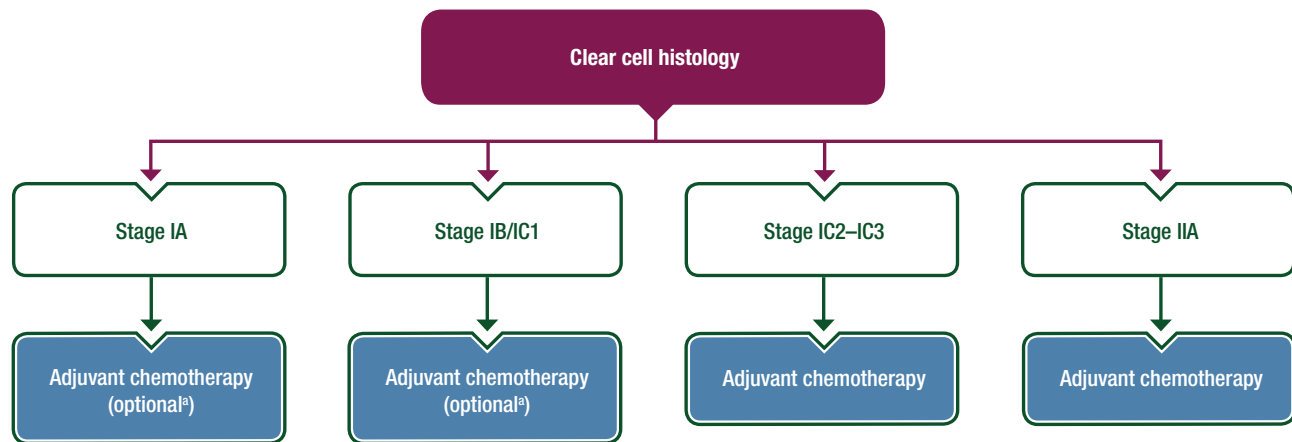 Clear cell histology
Stage IA
Stage IB/IC1
Stage IC2–IC3
Stage IIA
Adjuvant chemotherapy
(optionalᵃ)
Adjuvant chemotherapy
(optionalᵃ)
Adjuvant chemotherapy
Adjuvant chemotherapy